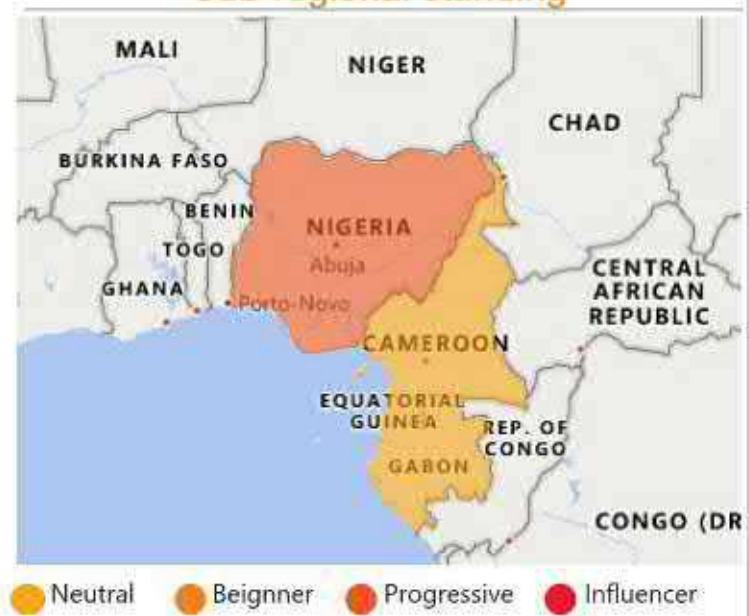 MALI
NIGER
CHAD
BURKINA FASO
BENIN
NIGERIA
TOGO
Abuja
GHANA
CENTRAL
AFRICAN
REPUBLIC
Porto-Novo
CAMEROON
EQUATORIAL
GUINEA
REP. OF
CONGO
GABON
CONGO (DR
Neutral
Beignner
Progressive
Influencer